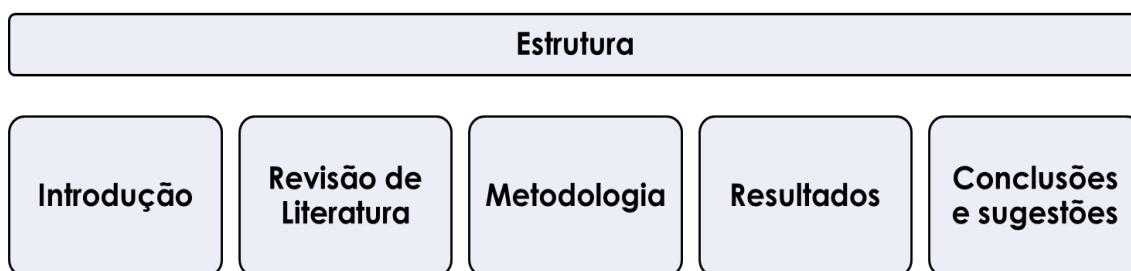 Estrutura
Introdução
Revisão de
Literatura
Metodologia
Resultados
Conclusões
e sugestões